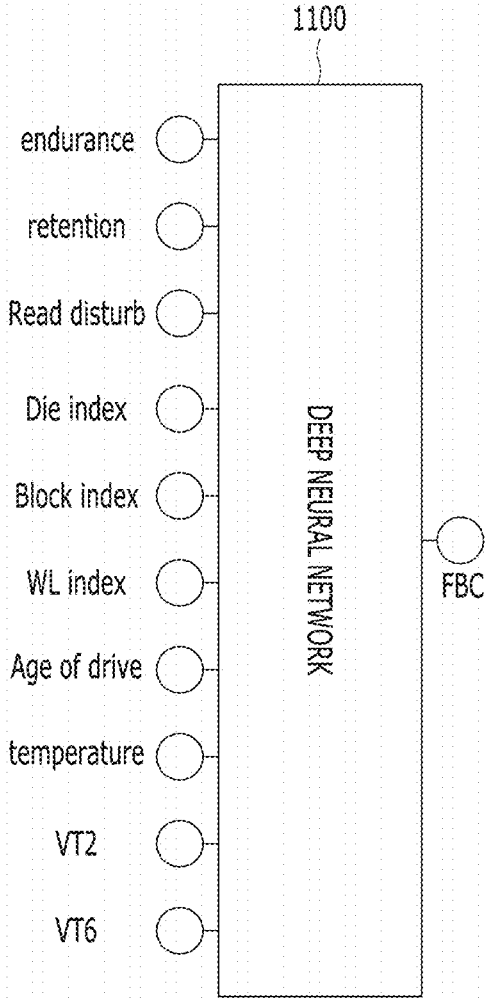 1100
endurance
retention
Read disturb
Die index
Block index
WL index
Age of drive
temperature
VT2
VT6
DEEP NEURAL NETWORK
FBC